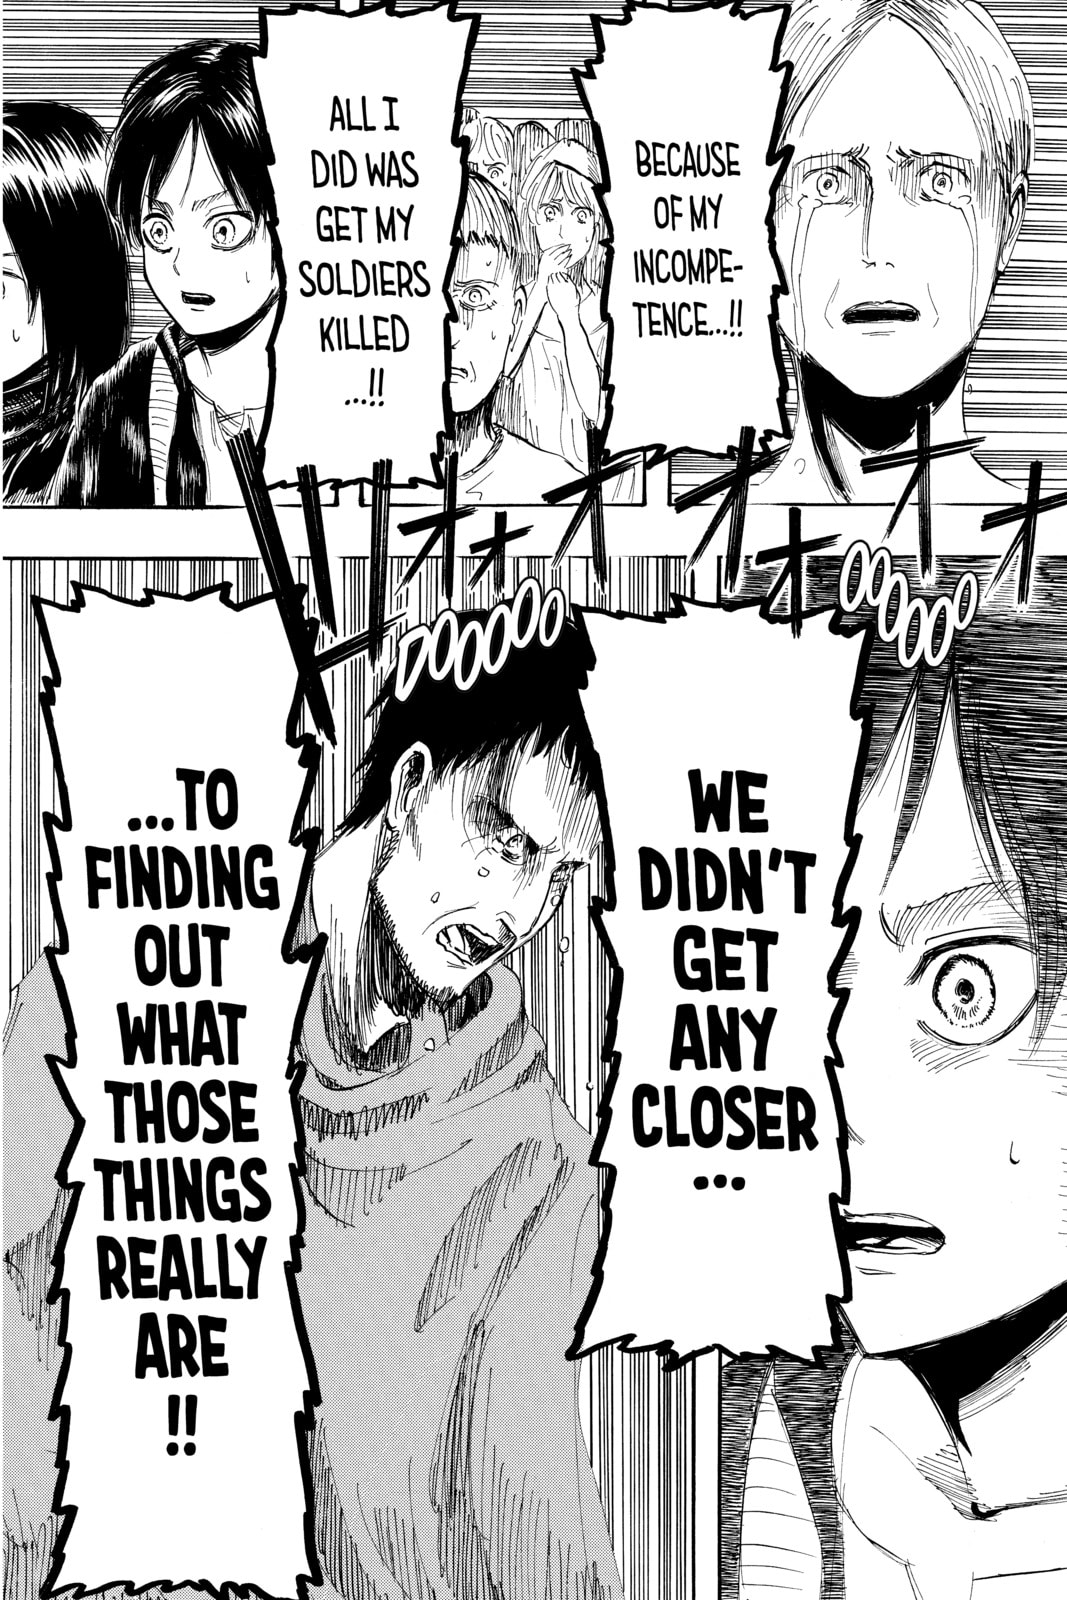 BECAUSE
OF MY
INCOMPE-
TENCE...!!
ALL I
DID WAS
GET MY
SOLDIERS
KILLED
...!!
オオオオオオオオ
OOOOOO
DOOOOO
WE
DIDN'T
GET
ANY
CLOSER
...
...TO
FINDING
OUT
WHAT
THOSE
THINGS
REALLY
ARE
!!